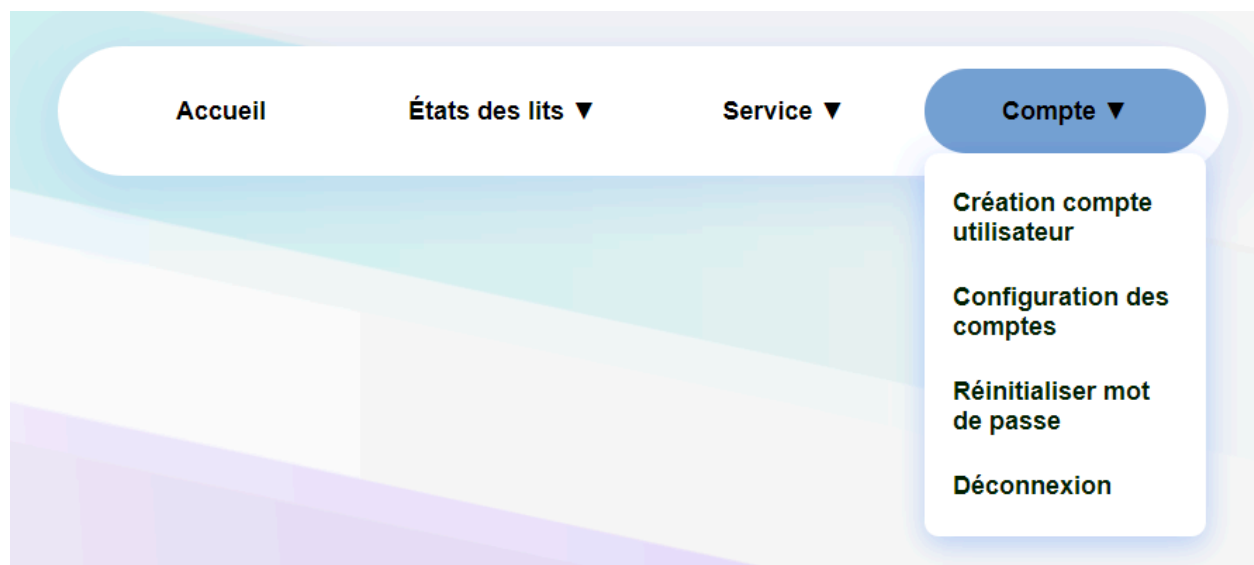 Accueil États des lits ▼ Service ▼ Compte ▼
Création compte
utilisateur
Configuration des
comptes
Réinitialiser mot
de passe
Déconnexion